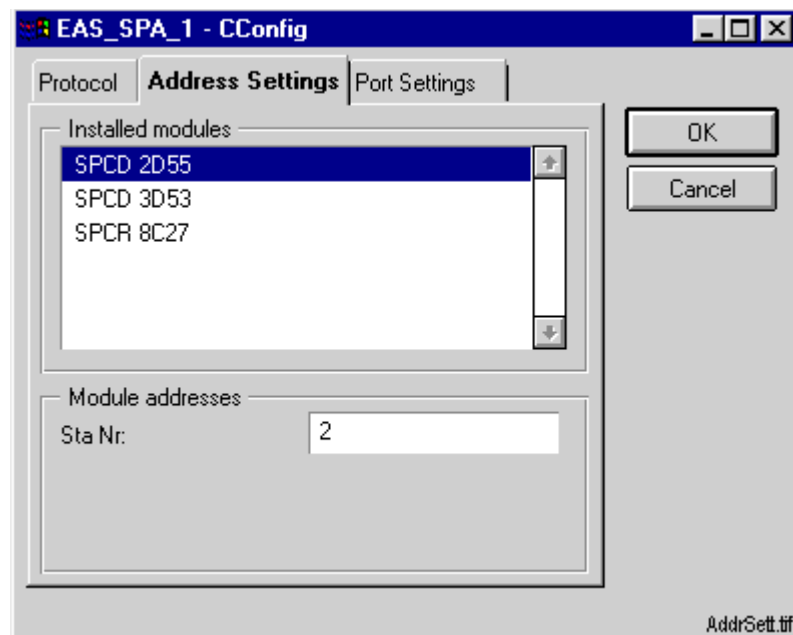 EAS_SPA_1 - CConfig
Protocol Address Settings Port Settings
Installed modules
SPCD 2D55
SPCD 3D53
SPCR 8C27
OK
Cancel
Module addresses
Sta Nr: 2
AddrSett.tif